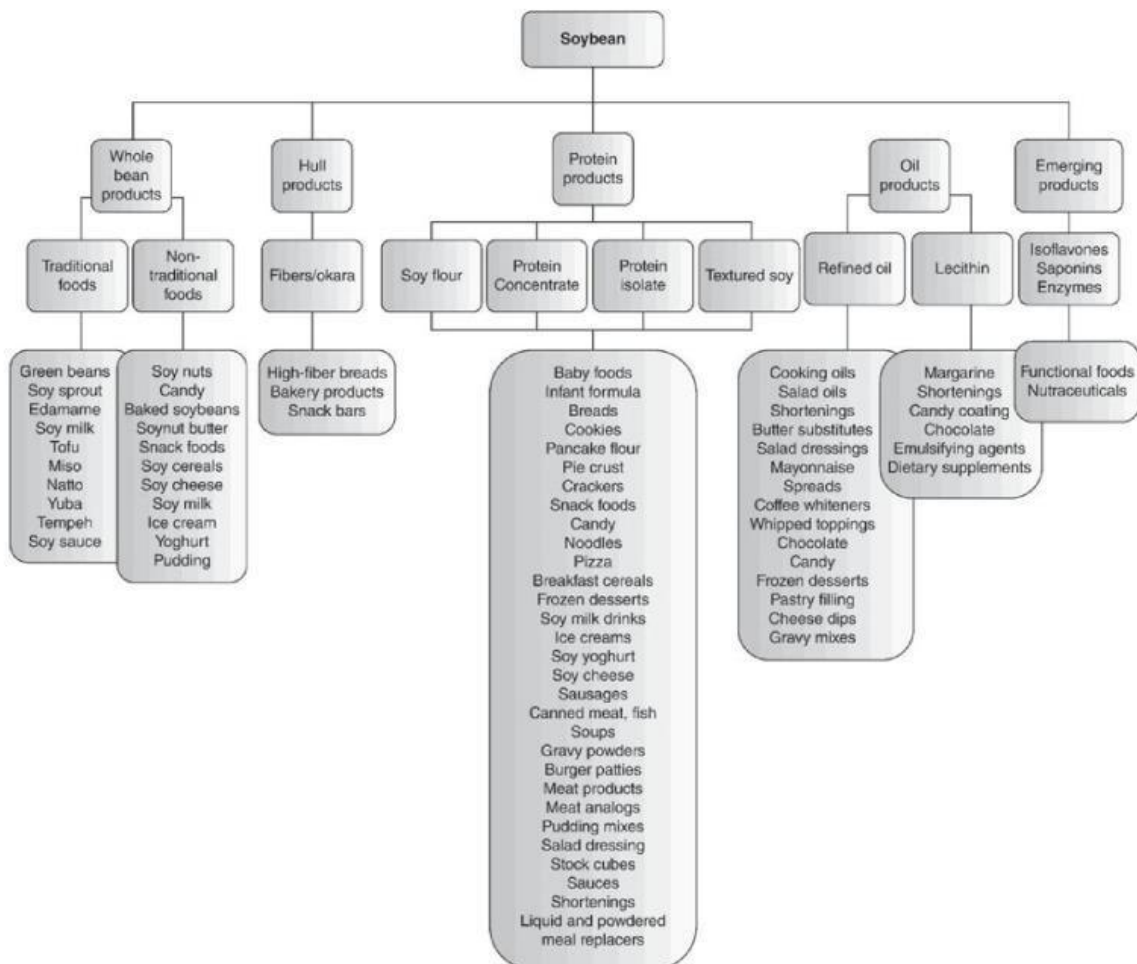 Soybean
Whole
bean
products
Hull
products
Protein
products
Oil
products
Emerging
products
Traditional
foods
Non-
traditional
foods
Fibers/okara
Soy flour
Protein
Concentrate
Protein
isolate
Textured soy
Refined oil
Lecithin
Isoflavones
Saponins
Enzymes
Green beans
Soy sprout
Edamame
Soy milk
Tofu
Miso
Natto
Yuba
Tempeh
Soy sauce
Soy nuts
Candy
Baked soybeans
Soynut butter
Snack foods
Soy cereals
Soy cheese
Soy milk
Ice cream
Yoghurt
Pudding
High-fiber breads
Bakery products
Snack bars
Baby foods
Infant formula
Breads
Cookies
Pancake flour
Pie crust
Crackers
Snack foods
Candy
Noodles
Pizza
Breakfast cereals
Frozen desserts
Soy milk drinks
Ice creams
Soy yoghurt
Soy cheese
Sausages
Canned meat, fish
Soups
Gravy powders
Burger patties
Meat products
Meat analogs
Pudding mixes
Salad dressing
Stock cubes
Sauces
Shortenings
Liquid and powdered
meal replacers
Cooking oils
Salad oils
Shortenings
Butter substitutes
Salad dressings
Mayonnaise
Spreads
Coffee whiteners
Whipped toppings
Chocolate
Candy
Frozen desserts
Pastry filling
Cheese dips
Gravy mixes
Margarine
Shortenings
Candy coating
Chocolate
Emulsifying agents
Dietary supplements
Functional foods
Nutraceuticals